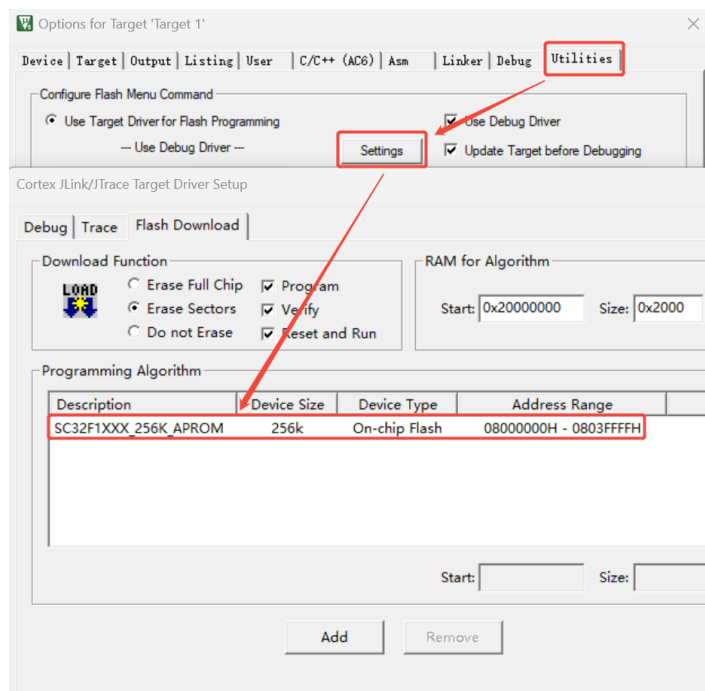 Options for Target 'Target 1'
Device Target Output Listing User C/C++ (AC6) Asm Linker Debug Utilities
Configure Flash Menu Command
Use Target Driver for Flash Programming
Use Debug Driver
--- Use Debug Driver ---
Settings
Update Target before Debugging
Cortex JLink/JTrace Target Driver Setup
Debug Trace Flash Download
Download Function
LOAD
Erase Full Chip
Erase Sectors
Do not Erase
Program
Verify
Reset and Run
RAM for Algorithm
Start: 0x20000000 Size: 0x2000
Programming Algorithm
Description Device Size Device Type Address Range
SC32F1XXX_256K_APROM 256k On-chip Flash 08000000H - 0803FFFFH
Start: Size:
Add Remove